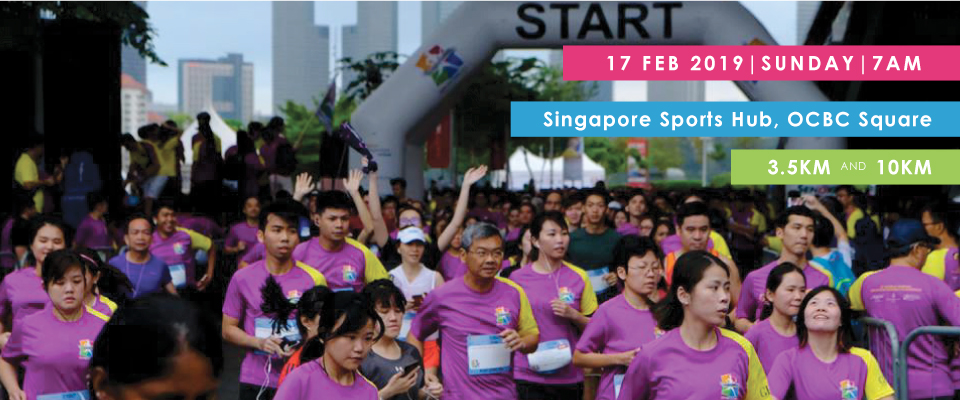 START
17 FEB 2019|SUNDAY|7AM
Singapore Sports Hub, OCBC Square
3.5KM AND 10KM